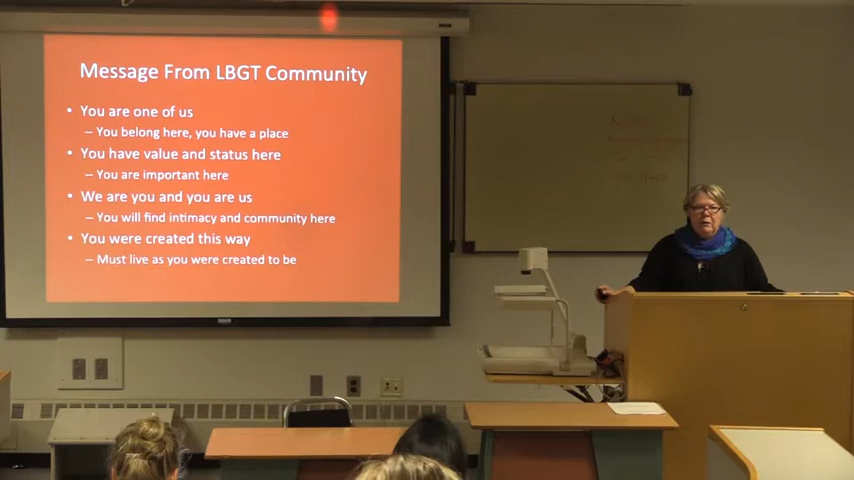 Message From LBGT Community
• You are one of us
– You belong here, you have a place
• You have value and status here
– You are important here
• We are you and you are us
– You will find intimacy and community here
• You were created this way
– Must live as you were created to be